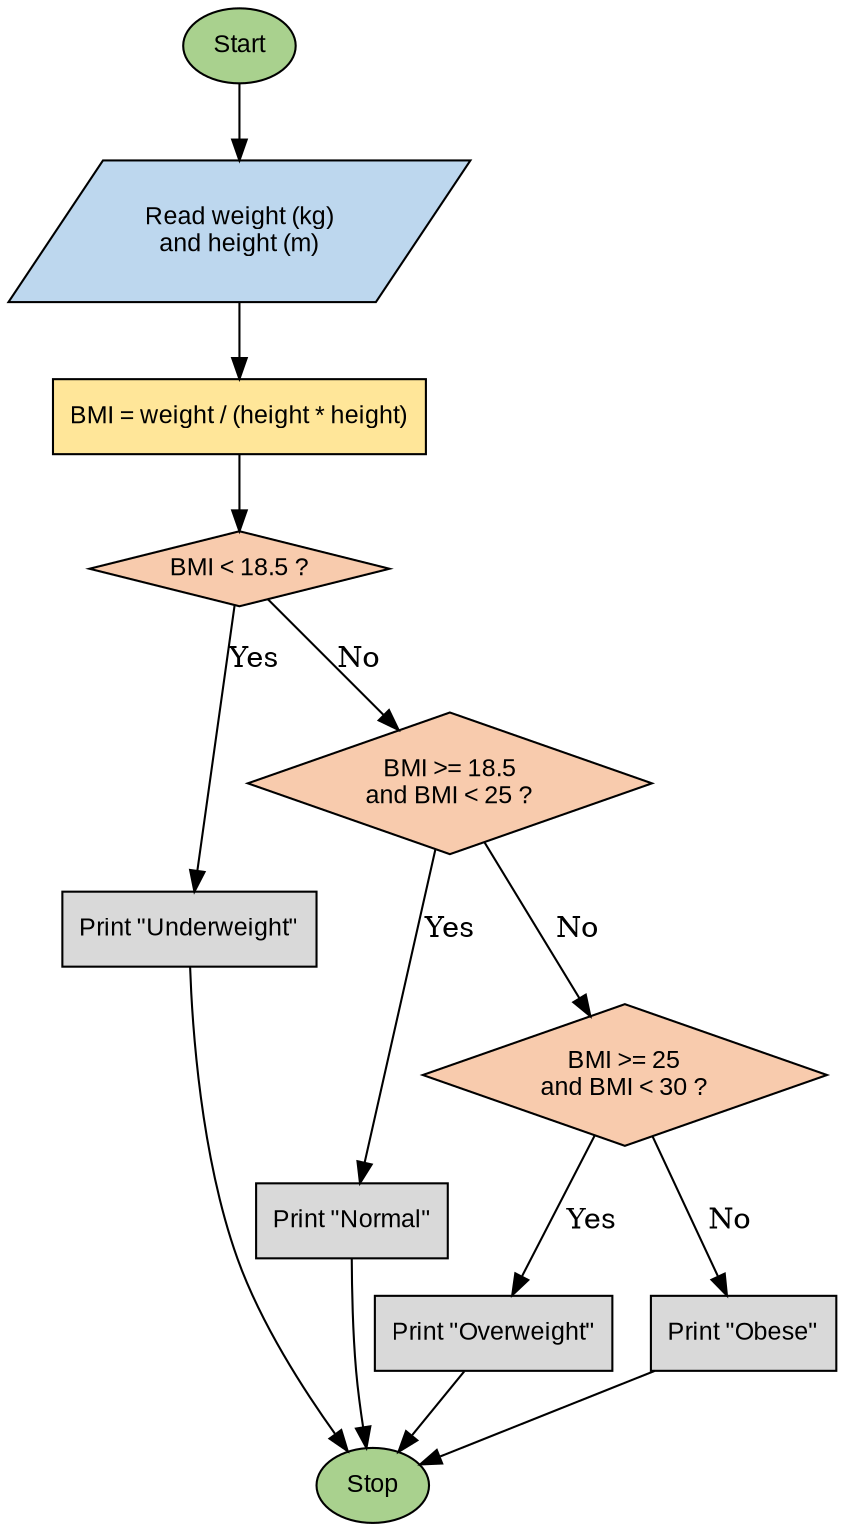 Start
Read weight (kg)
and height (m)
BMI = weight / (height * height)
BMI < 18.5 ?
Yes
No
BMI >= 18.5
and BMI < 25 ?
Print "Underweight"
Yes
No
BMI >= 25
and BMI < 30 ?
Print "Normal"
Yes
No
Print "Overweight"
Print "Obese"
Stop